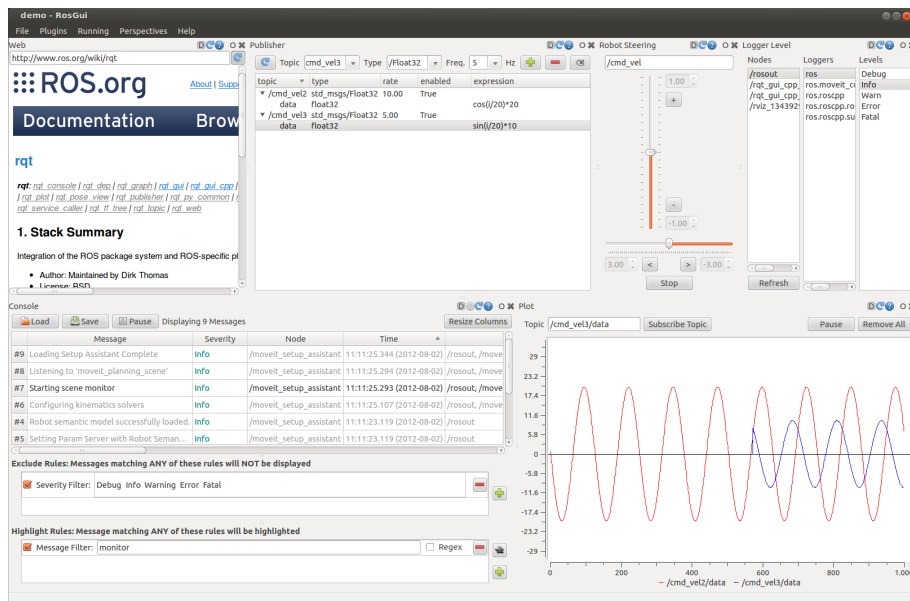 demo - RosGui
File Plugins Running Perspectives Help
Web
http://www.ros.org/wiki/rqt
ROS.org
About | Supp
Documentation Brow
rqt
rqt: rqt_console | rqt_dep | rqt_graph | rqt_gui | rqt_gui_cpp |
| rqt_plot | rqt_pose_view | rqt_publisher | rqt_py_common |
rqt_service_caller | rqt_tf_tree | rqt_topic | rqt_web
1. Stack Summary
Integration of the ROS package system and ROS-specific pl
Author: Maintained by Dirk Thomas
License: BSD
Publisher
Topic cmd_vel3 Type /Float32 Freq. 5 Hz
topic type rate enabled expression
/cmd_vel2 std_msgs/Float32 10.00 True
data float32 cos(i/20)*20
/cmd_vel3 std_msgs/Float32 5.00 True
data float32 sin(i/20)*10
Robot Steering
/cmd_vel
1.00
+
-
-1.00
3.00 < > -3.00
Stop
Logger Level
Nodes Loggers Levels
/rosout ros Debug
/rqt_gui_cpp_ ros.moveit_co Info
/rqt_gui_cpp_ ros.roscpp Warn
/rviz_134392 ros.roscpp.ro Error
ros.roscpp.su Fatal
Refresh
Console
Load Save Pause Displaying 9 Messages Resize Columns
Message Severity Node Time
#9 Loading Setup Assistant Complete Info /moveit_setup_assistant 11:11:25.344 (2012-08-02) /rosout, /move
#8 Listening to 'moveit_planning_scene' Info /moveit_setup_assistant 11:11:25.294 (2012-08-02) /rosout, /move
#7 Starting scene monitor Info /moveit_setup_assistant 11:11:25.293 (2012-08-02) /rosout, /move
#6 Configuring kinematics solvers Info /moveit_setup_assistant 11:11:25.107 (2012-08-02) /rosout, /move
#4 Robot semantic model successfully loaded. Info /moveit_setup_assistant 11:11:23.119 (2012-08-02) /rosout
#5 Setting Param Server with Robot Seman... Info /moveit_setup_assistant 11:11:23.119 (2012-08-02) /rosout
Exclude Rules: Messages matching ANY of these rules will NOT be displayed
Severity Filter: Debug Info Warning Error Fatal
Highlight Rules: Message matching ANY of these rules will be highlighted
Message Filter: monitor Regex
Plot
Topic /cmd_vel3/data Subscribe Topic Pause Remove All
29
23.2
17.4
11.6
5.8
0
-5.8
-11.6
-17.4
-23.2
-29
0 200 400 600 800 1.000
/cmd_vel2/data /cmd_vel3/data